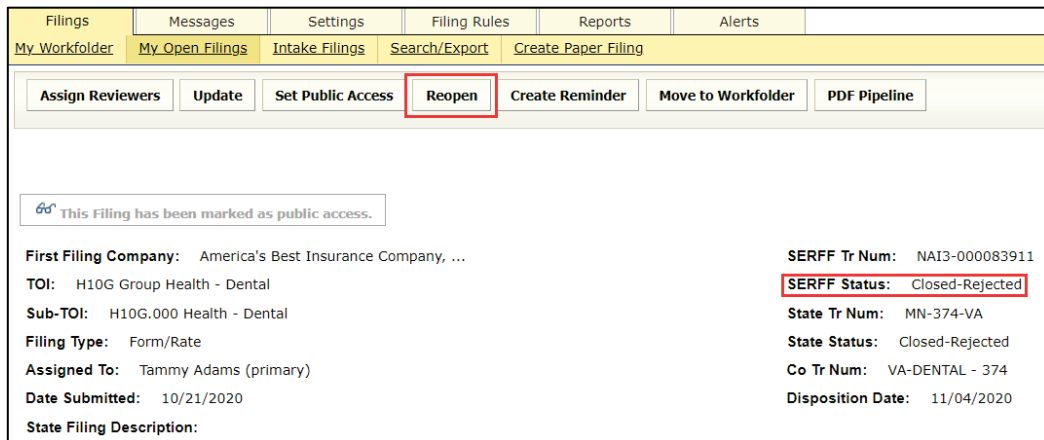 Filings Messages Settings Filing Rules Reports Alerts
My Workfolder My Open Filings Intake Filings Search/Export Create Paper Filing
Assign Reviewers Update Set Public Access Reopen Create Reminder Move to Workfolder PDF Pipeline
This Filing has been marked as public access.
First Filing Company: America's Best Insurance Company, ... SERFF Tr Num: NAI3-000083911
TOI: H10G Group Health - Dental SERFF Status: Closed-Rejected
Sub-TOI: H10G.000 Health - Dental State Tr Num: MN-374-VA
Filing Type: Form/Rate State Status: Closed-Rejected
Assigned To: Tammy Adams (primary) Co Tr Num: VA-DENTAL - 374
Date Submitted: 10/21/2020 Disposition Date: 11/04/2020
State Filing Description: